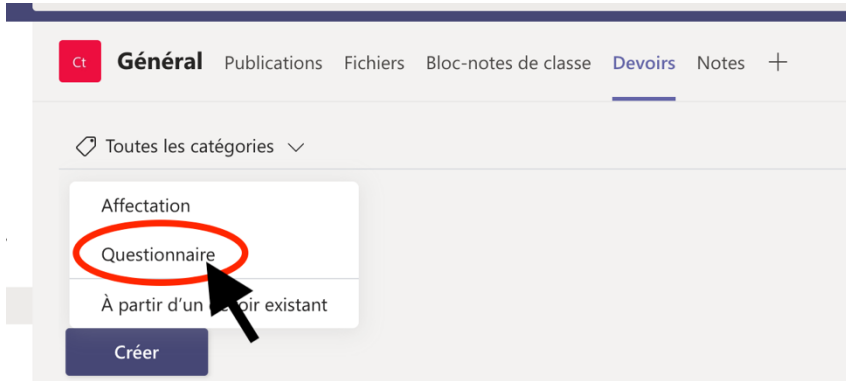 Ct Général Publications Fichiers Bloc-notes de classe Devoirs Notes
Toutes les catégories
Affectation
Questionnaire
À partir d'un devoir existant
Créer